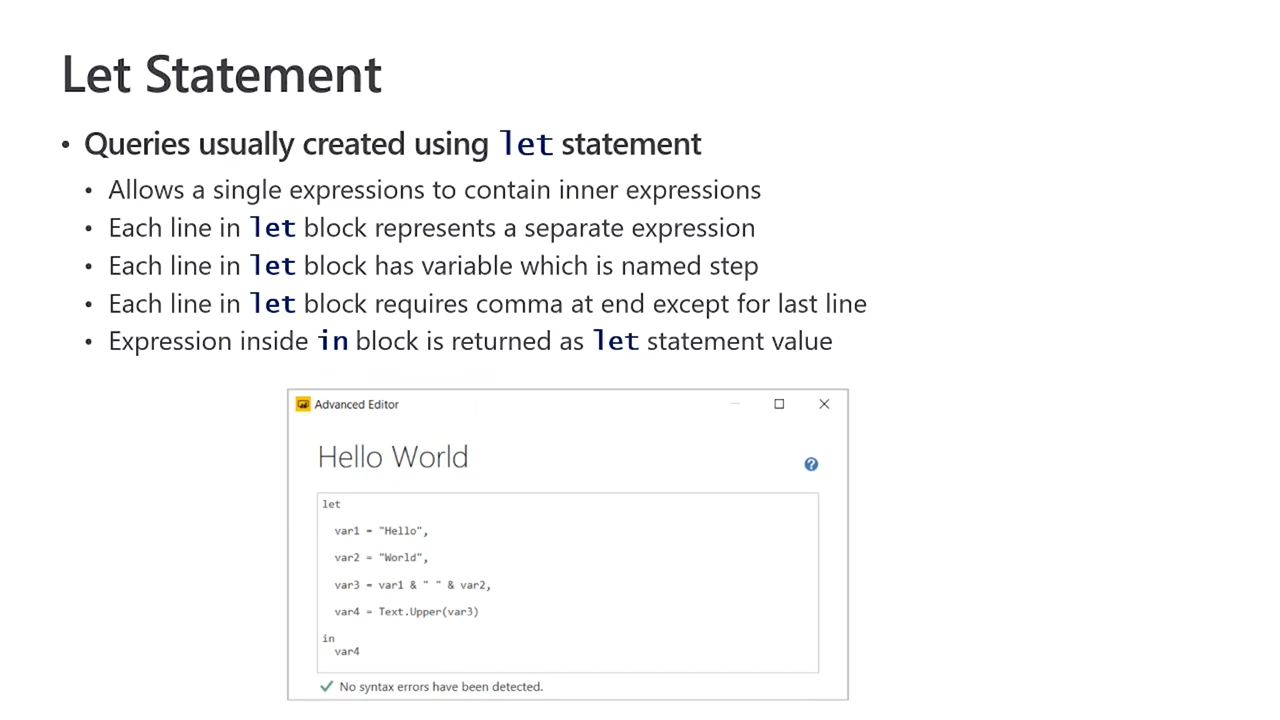 Let Statement
• Queries usually created using let statement
• Allows a single expressions to contain inner expressions
• Each line in let block represents a separate expression
• Each line in let block has variable which is named step
• Each line in let block requires comma at end except for last line
• Expression inside in block is returned as let statement value
Advanced Editor
Hello World
?
let
var1 = "Hello",
var2 = "World",
var3 = var1 & " " & var2,
var4 = Text.Upper(var3)
in
var4
No syntax errors have been detected.